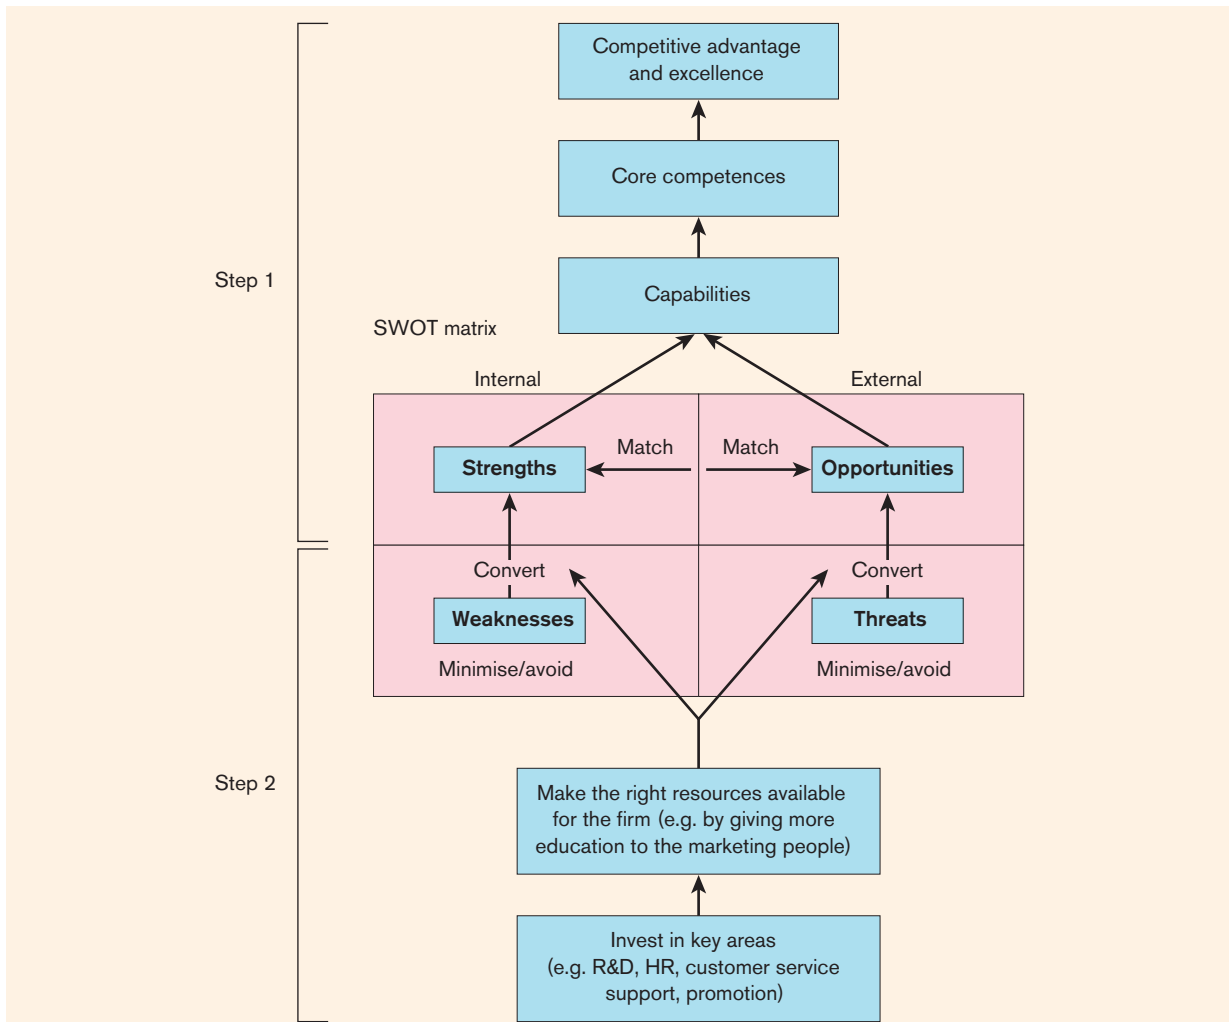 Competitive advantage
and excellence
Core competences
Step 1
Capabilities
SWOT matrix
Internal
External
Strengths
Match
Match
Opportunities
Convert
Convert
Weaknesses
Threats
Minimise/avoid
Minimise/avoid
Step 2
Make the right resources available
for the firm (e.g. by giving more
education to the marketing people)
Invest in key areas
(e.g. R&D, HR, customer service
support, promotion)